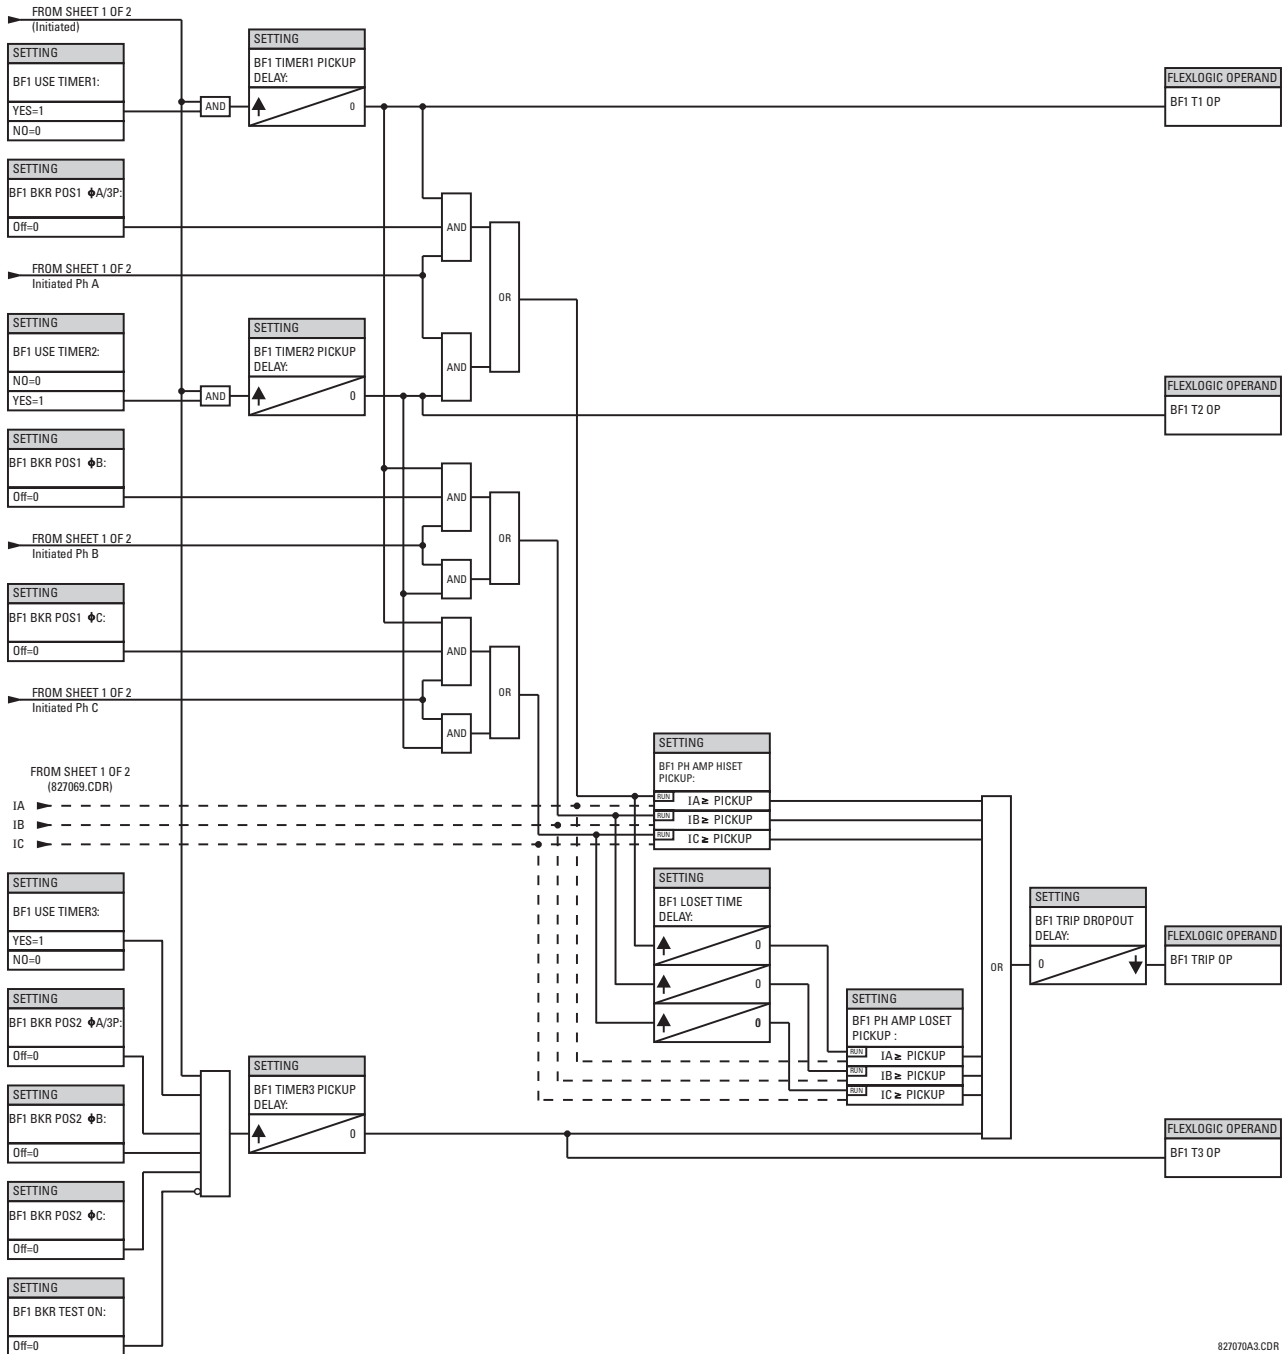 FROM SHEET 1 OF 2
(Initiated)
SETTING
BF1 USE TIMER1:
YES=1
NO=0
SETTING
BF1 TIMER1 PICKUP
DELAY:
0
AND
FLEXLOGIC OPERAND
BF1 T1 OP
SETTING
BF1 BKR POS1 ϕA/3P:
Off=0
AND
FROM SHEET 1 OF 2
Initiated Ph A
OR
SETTING
BF1 USE TIMER2:
NO=0
YES=1
AND
SETTING
BF1 TIMER2 PICKUP
DELAY:
0
AND
FLEXLOGIC OPERAND
BF1 T2 OP
SETTING
BF1 BKR POS1 ϕB:
Off=0
AND
FROM SHEET 1 OF 2
Initiated Ph B
OR
AND
SETTING
BF1 BKR POS1 ϕC:
Off=0
AND
FROM SHEET 1 OF 2
Initiated Ph C
OR
AND
FROM SHEET 1 OF 2
(827069.CDR)
IA
IB
IC
SETTING
BF1 PH AMP HISET
PICKUP:
RUN IA≥ PICKUP
RUN IB≥ PICKUP
RUN IC≥ PICKUP
SETTING
BF1 USE TIMER3:
YES=1
NO=0
SETTING
BF1 LOSET TIME
DELAY:
0
0
0
SETTING
BF1 PH AMP LOSET
PICKUP :
RUN IA≥ PICKUP
RUN IB≥ PICKUP
RUN IC≥ PICKUP
OR
SETTING
BF1 TRIP DROPOUT
DELAY:
0
FLEXLOGIC OPERAND
BF1 TRIP OP
SETTING
BF1 BKR POS2 ϕA/3P:
Off=0
SETTING
BF1 BKR POS2 ϕB:
Off=0
SETTING
BF1 TIMER3 PICKUP
DELAY:
0
FLEXLOGIC OPERAND
BF1 T3 OP
SETTING
BF1 BKR POS2 ϕC:
Off=0
SETTING
BF1 BKR TEST ON:
Off=0
827070A3.CDR